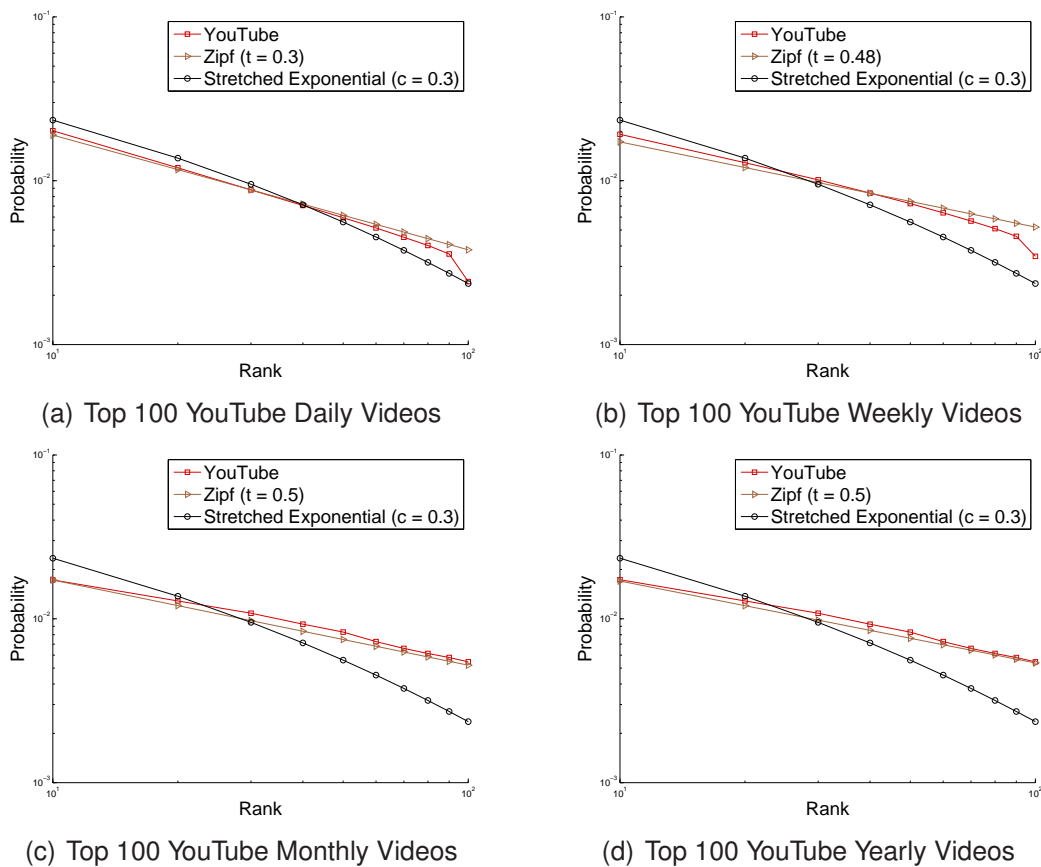 10⁻¹
10⁻²
10⁻³
10¹
10²
Probability
Rank
YouTube
Zipf (t = 0.3)
Stretched Exponential (c = 0.3)
(a) Top 100 YouTube Daily Videos
10⁻¹
10⁻²
10⁻³
10¹
10²
Probability
Rank
YouTube
Zipf (t = 0.48)
Stretched Exponential (c = 0.3)
(b) Top 100 YouTube Weekly Videos
10⁻¹
10⁻²
10⁻³
10¹
10²
Probability
Rank
YouTube
Zipf (t = 0.5)
Stretched Exponential (c = 0.3)
(c) Top 100 YouTube Monthly Videos
10⁻¹
10⁻²
10⁻³
10¹
10²
Probability
Rank
YouTube
Zipf (t = 0.5)
Stretched Exponential (c = 0.3)
(d) Top 100 YouTube Yearly Videos